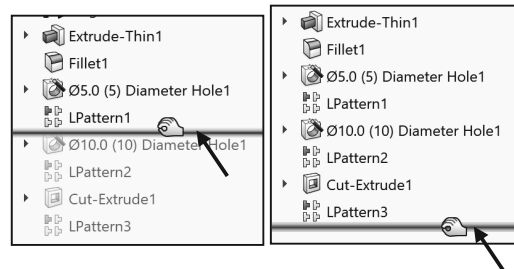 Extrude-Thin1
Fillet1
Ø5.0 (5) Diameter Hole1
LPattern1
Ø10.0 (10) Diameter Hole1
LPattern2
Cut-Extrude1
LPattern3
Extrude-Thin1
Fillet1
Ø5.0 (5) Diameter Hole1
LPattern1
Ø10.0 (10) Diameter Hole1
LPattern2
Cut-Extrude1
LPattern3